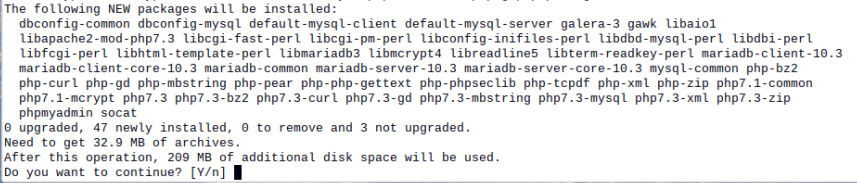 The following NEW packages will be installed:
dbconfig-common dbconfig-mysql default-mysql-client default-mysql-server galera-3 gawk libaio1
libapache2-mod-php7.3 libcgi-fast-perl libcgi-pm-perl libconfig-inifiles-perl libdbd-mysql-perl libdbi-perl
libfcgi-perl libhtml-template-perl libmariadb3 libmcrypt4 libreadline5 libterm-readkey-perl mariadb-client-10.3
mariadb-client-core-10.3 mariadb-common mariadb-server-10.3 mariadb-server-core-10.3 mysql-common php-bz2
php-curl php-gd php-mbstring php-pear php-php-gettext php-phpseclib php-tcpdf php-xml php-zip php7.1-common
php7.1-mcrypt php7.3 php7.3-bz2 php7.3-curl php7.3-gd php7.3-mbstring php7.3-mysql php7.3-xml php7.3-zip
phpmyadmin socat
0 upgraded, 47 newly installed, 0 to remove and 3 not upgraded.
Need to get 32.9 MB of archives.
After this operation, 209 MB of additional disk space will be used.
Do you want to continue? [Y/n]